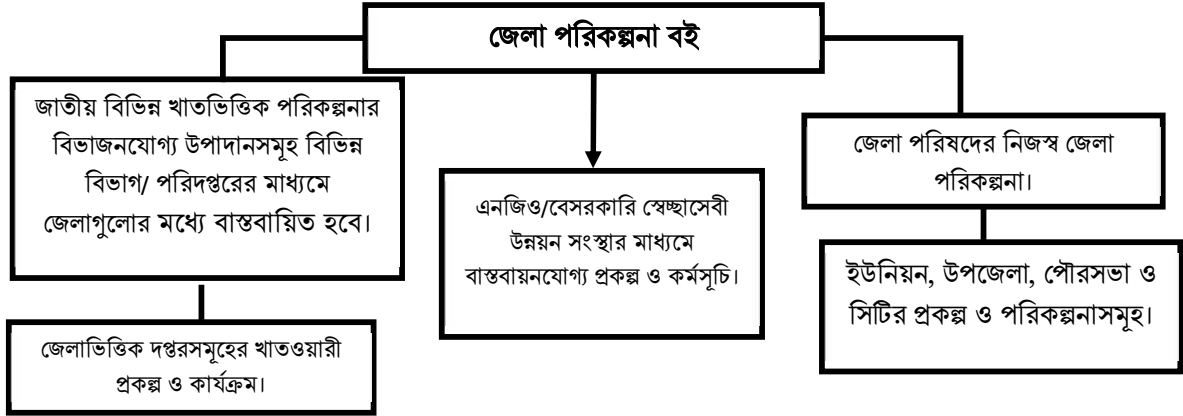 জেলা পরিকল্পনা বই
জাতীয় বিভিন্ন খাতভিত্তিক পরিকল্পনার
বিভাজনযোগ্য উপাদানসমূহ বিভিন্ন
বিভাগ/ পরিদপ্তরের মাধ্যমে
জেলাগুলোর মধ্যে বাস্তবায়িত হবে।
জেলাভিত্তিক দপ্তরসমূহের খাতওয়ারী
প্রকল্প ও কার্যক্রম।
এনজিও/বেসরকারি স্বেচ্ছাসেবী
উন্নয়ন সংস্থার মাধ্যমে
বাস্তবায়নযোগ্য প্রকল্প ও কর্মসূচি।
জেলা পরিষদের নিজস্ব জেলা
পরিকল্পনা।
ইউনিয়ন, উপজেলা, পৌরসভা ও
সিটির প্রকল্প ও পরিকল্পনাসমূহ।